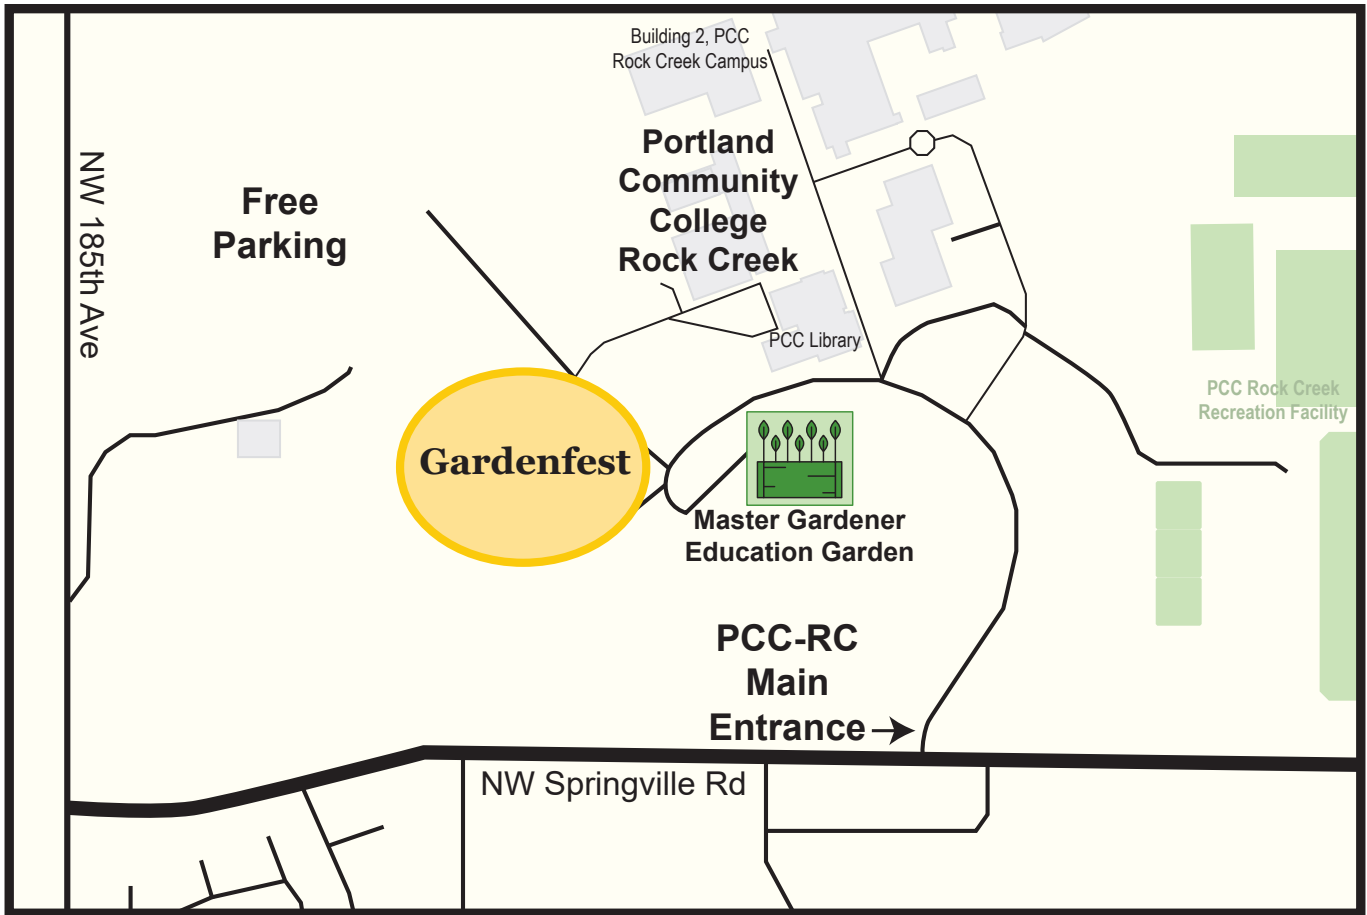 Building 2, PCC
Rock Creek Campus
Portland
Community
College
Rock Creek
Free
Parking
NW 185th Ave
PCC Library
PCC Rock Creek
Recreation Facility
Gardenfest
Master Gardener
Education Garden
PCC-RC
Main
Entrance
NW Springville Rd